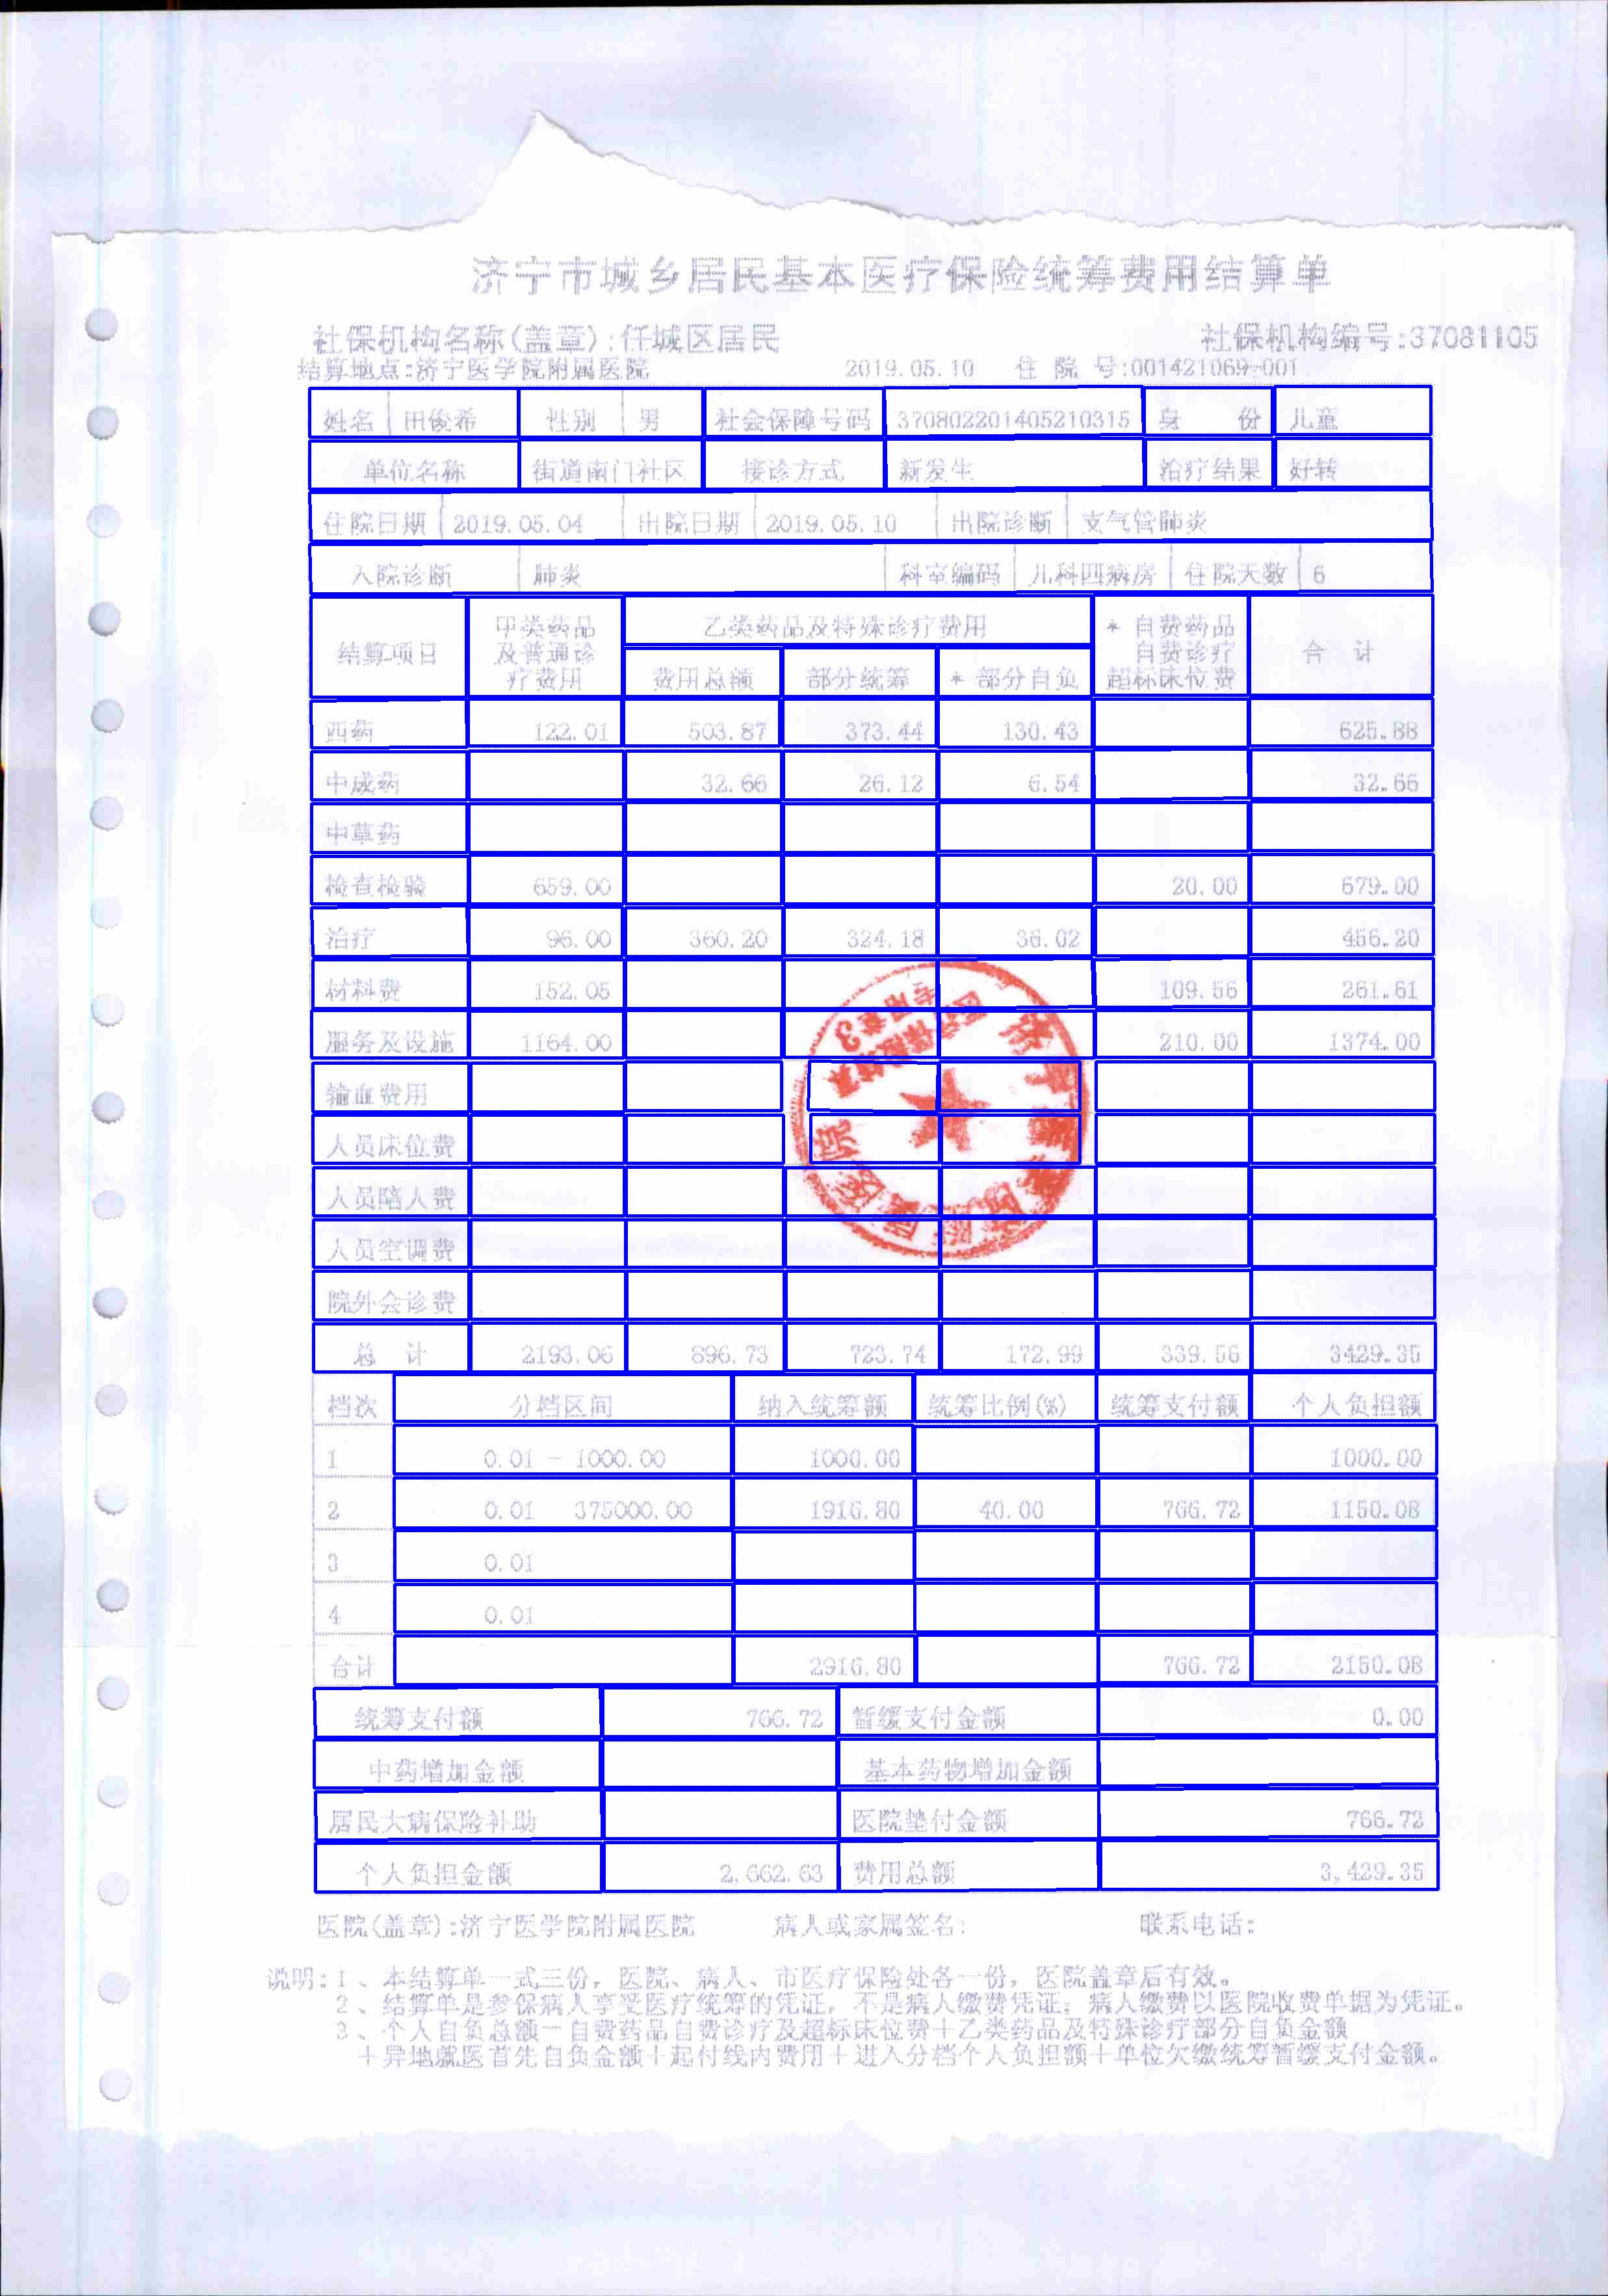 济宁市城乡居民基本医疗保险统筹费用结算单
社保机构名称(盖章):任城区居民 社保机构编号:37081105
结算地点:济宁医学院附属医院 2019.05.10 住 院 号:001421069-001
姓名 田俊希 性别 男 社会保障号码 370802201405210315 身 份 儿童
单位名称 街道南门社区 接诊方式 新发生 治疗结果 好转
住院日期 2019.05.04 出院日期 2019.05.10 出院诊断 支气管肺炎
入院诊断 肺炎 科室编码 儿科四病房 住院天数 6
结算项目 甲类药品及普通诊疗费用 乙类药品及特殊诊疗费用 * 自费药品自费诊疗超标床位费 合 计
费用总额 部分统筹 * 部分自负
西药 122.01 503.87 373.44 130.43 625.88
中成药 32.66 26.12 6.54 32.66
中草药
检查检验 659.00 20.00 679.00
治疗 96.00 360.20 324.18 36.02 456.20
材料费 152.05 109.56 261.61
服务及设施 1164.00 210.00 1374.00
输血费用
人员床位费
人员陪人费
人员空调费
院外会诊费
总 计 2193.06 896.73 723.74 172.99 339.56 3429.35
档次 分档区间 纳入统筹额 统筹比例(%) 统筹支付额 个人负担额
1 0.01 - 1000.00 1000.00 1000.00
2 0.01 375000.00 1916.80 40.00 766.72 1150.08
3 0.01
4 0.01
合计 2916.80 766.72 2150.08
统筹支付额 766.72 暂缓支付金额 0.00
中药增加金额 基本药物增加金额
居民大病保险补助 医院垫付金额 766.72
个人负担金额 2,662.63 费用总额 3,429.35
医院(盖章):济宁医学院附属医院 病人或家属签名: 联系电话:
说明:1、本结算单一式三份，医院、病人、市医疗保险处各一份，医院盖章后有效。
2、结算单是参保病人享受医疗统筹的凭证，不是病人缴费凭证，病人缴费以医院收费单据为凭证。
3、个人自负总额=自费药品自费诊疗及超标床位费+乙类药品及特殊诊疗部分自负金额
+异地就医首先自负金额+起付线内费用+进入分档个人负担额+单位欠缴统筹暂缓支付金额。